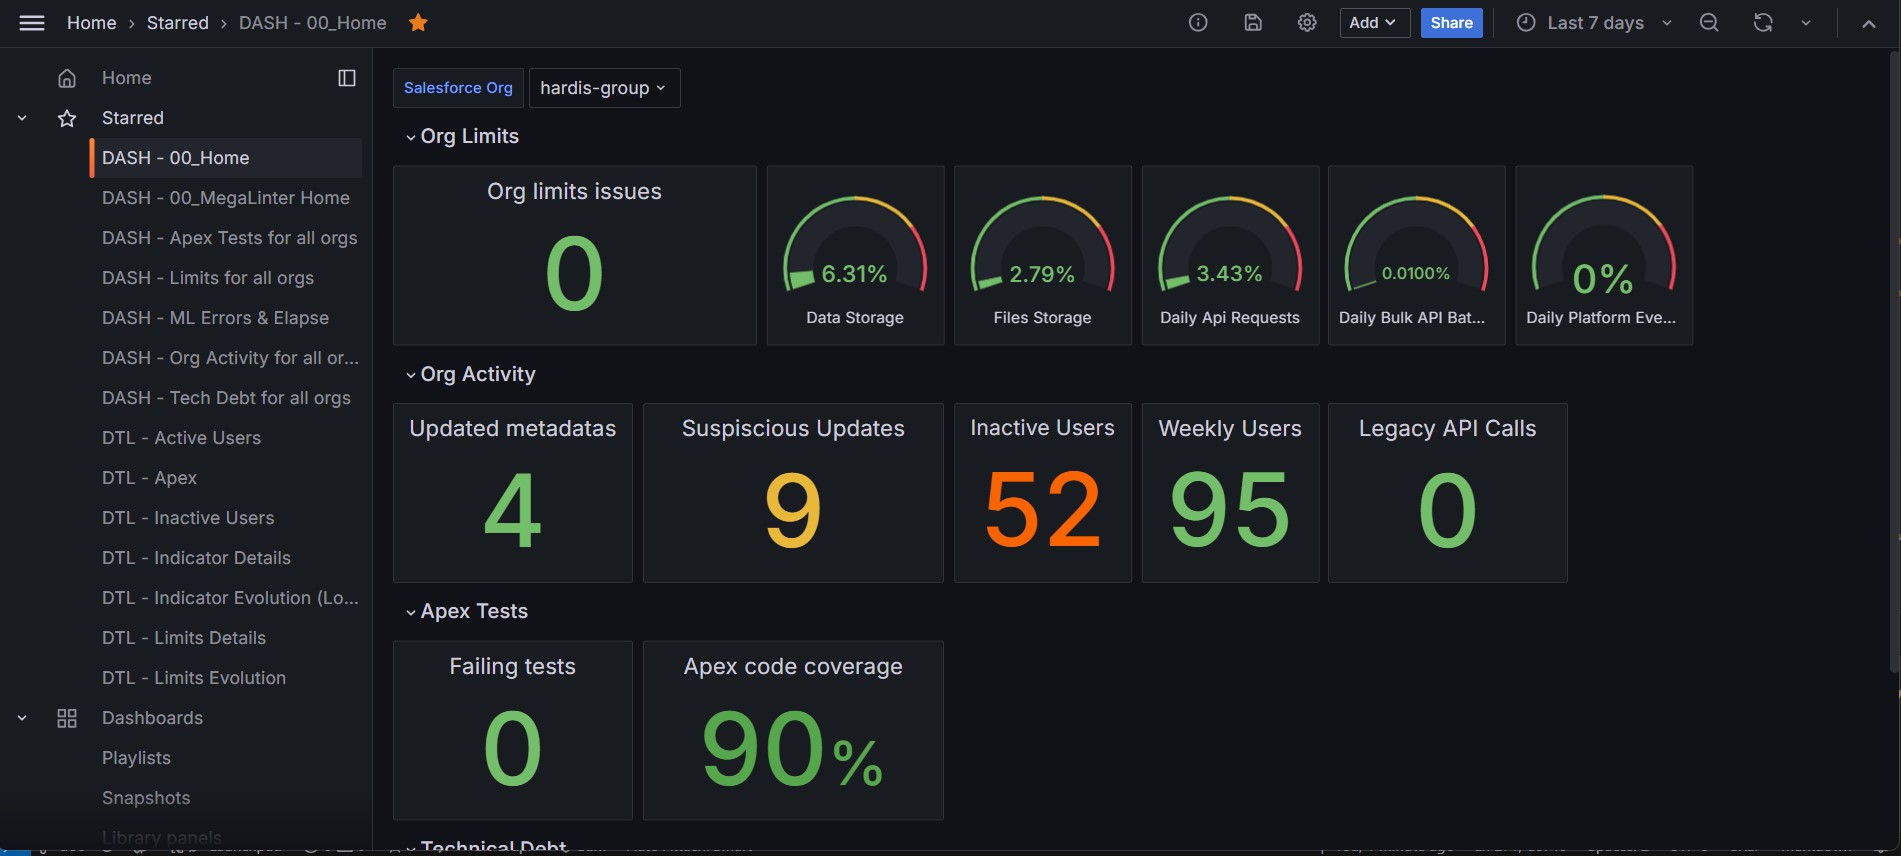 Home › Starred › DASH - 00_Home
Add
Share
Last 7 days
Home
Starred
DASH - 00_Home
DASH - 00_MegaLinter Home
DASH - Apex Tests for all orgs
DASH - Limits for all orgs
DASH - ML Errors & Elapse
DASH - Org Activity for all or...
DASH - Tech Debt for all orgs
DTL - Active Users
DTL - Apex
DTL - Inactive Users
DTL - Indicator Details
DTL - Indicator Evolution (Lo...
DTL - Limits Details
DTL - Limits Evolution
Dashboards
Playlists
Snapshots
Library panels
Salesforce Org
hardis-group
Org Limits
Org limits issues
0
6.31%
Data Storage
2.79%
Files Storage
3.43%
Daily Api Requests
0.0100%
Daily Bulk API Bat...
0%
Daily Platform Eve...
Org Activity
Updated metadatas
4
Suspiscious Updates
9
Inactive Users
52
Weekly Users
95
Legacy API Calls
0
Apex Tests
Failing tests
0
Apex code coverage
90%
Technical Debt